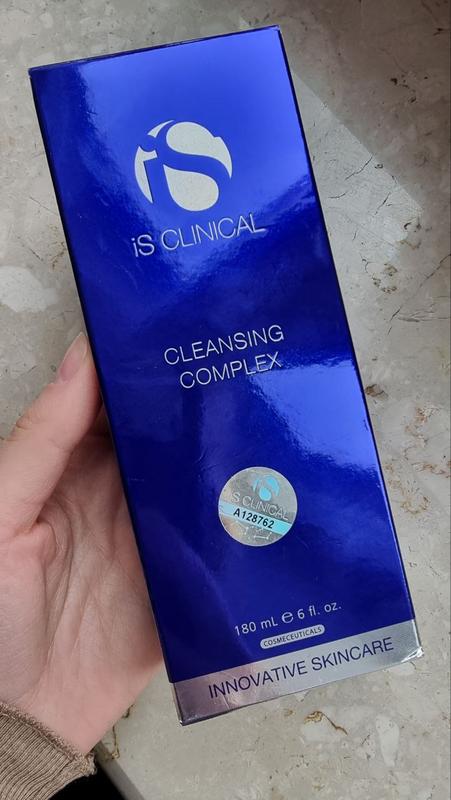 iS
iS CLINICAL
CLEANSING
COMPLEX
iS CLINICAL
A128762
180 mL ℮ 6 fl. oz.
COSMECEUTICALS
INNOVATIVE SKINCARE